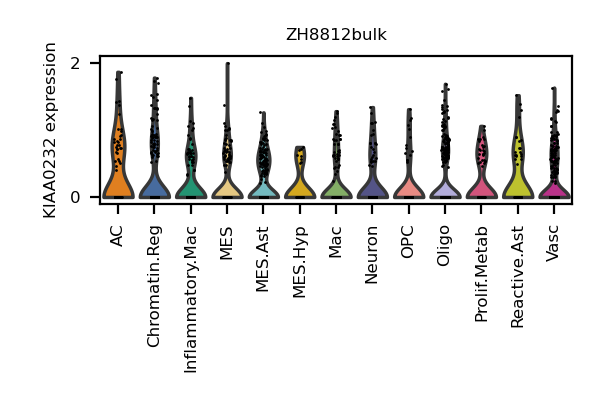 ZH8812bulk
KIAA0232 expression
2
0
AC
Chromatin.Reg
Inflammatory.Mac
MES
MES.Ast
MES.Hyp
Mac
Neuron
OPC
Oligo
Prolif.Metab
Reactive.Ast
Vasc